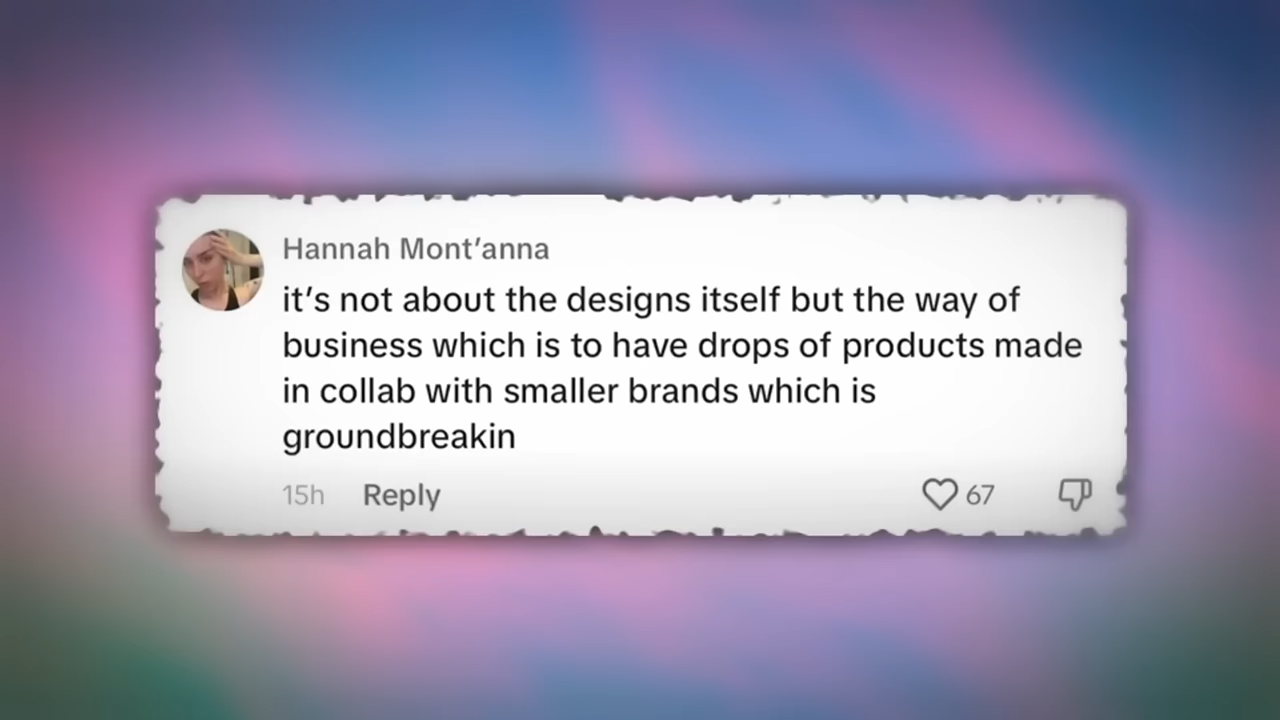 Hannah Mont’anna
it’s not about the designs itself but the way of
business which is to have drops of products made
in collab with smaller brands which is
groundbreakin
15h Reply 67